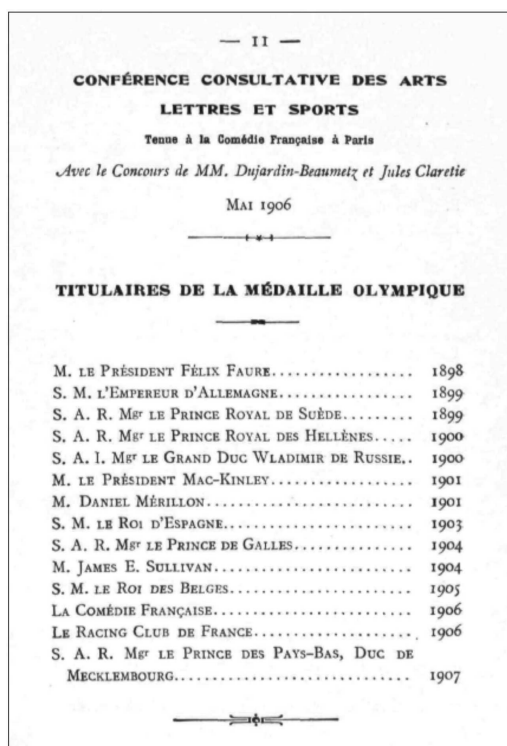 — 11 —
CONFÉRENCE CONSULTATIVE DES ARTS
LETTRES ET SPORTS
Tenue à la Comédie Française à Paris
Avec le Concours de MM. Dujardin-Beaumetz et Jules Claretie
MAI 1906
TITULAIRES DE LA MÉDAILLE OLYMPIQUE
M. LE PRÉSIDENT FÉLIX FAURE.................. 1898
S. M. L'EMPEREUR D'ALLEMAGNE................. 1899
S. A. R. Mgr LE PRINCE ROYAL DE SUÈDE......... 1899
S. A. R. Mgr LE PRINCE ROYAL DES HELLÈNES..... 1900
S. A. I. Mgr LE GRAND DUC WLADIMIR DE RUSSIE.. 1900
M. LE PRÉSIDENT MAC-KINLEY.................. 1901
M. DANIEL MÉRILLON.......................... 1901
S. M. LE ROI D'ESPAGNE........................ 1903
S. A. R. Mgr LE PRINCE DE GALLES............... 1904
M. JAMES E. SULLIVAN......................... 1904
S. M. LE ROI DES BELGES....................... 1905
LA COMÉDIE FRANÇAISE......................... 1906
LE RACING CLUB DE FRANCE.................... 1906
S. A. R. Mgr LE PRINCE DES PAYS-BAS, DUC DE
MECKLEMBOURG.............................. 1907